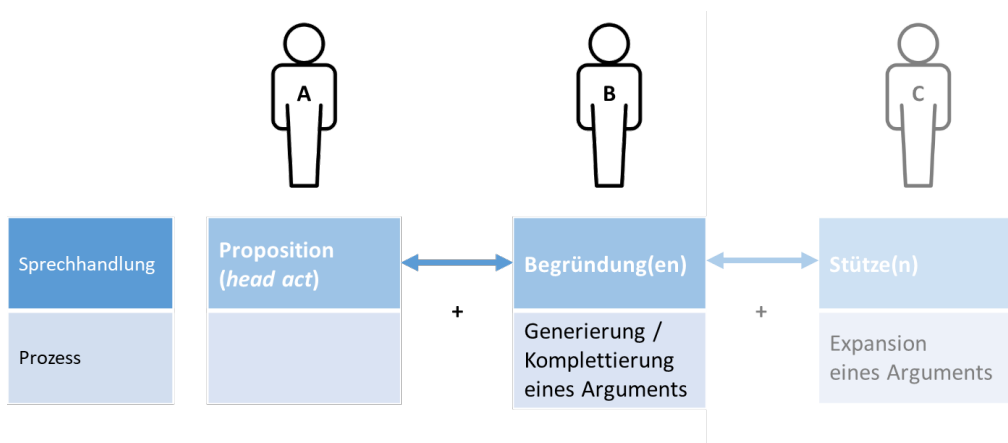 A
B
C
Sprechhandlung
Proposition
(head act)
Begründung(en)
Stütze(n)
+
+
Prozess
Generierung /
Komplettierung
eines Arguments
Expansion
eines Arguments